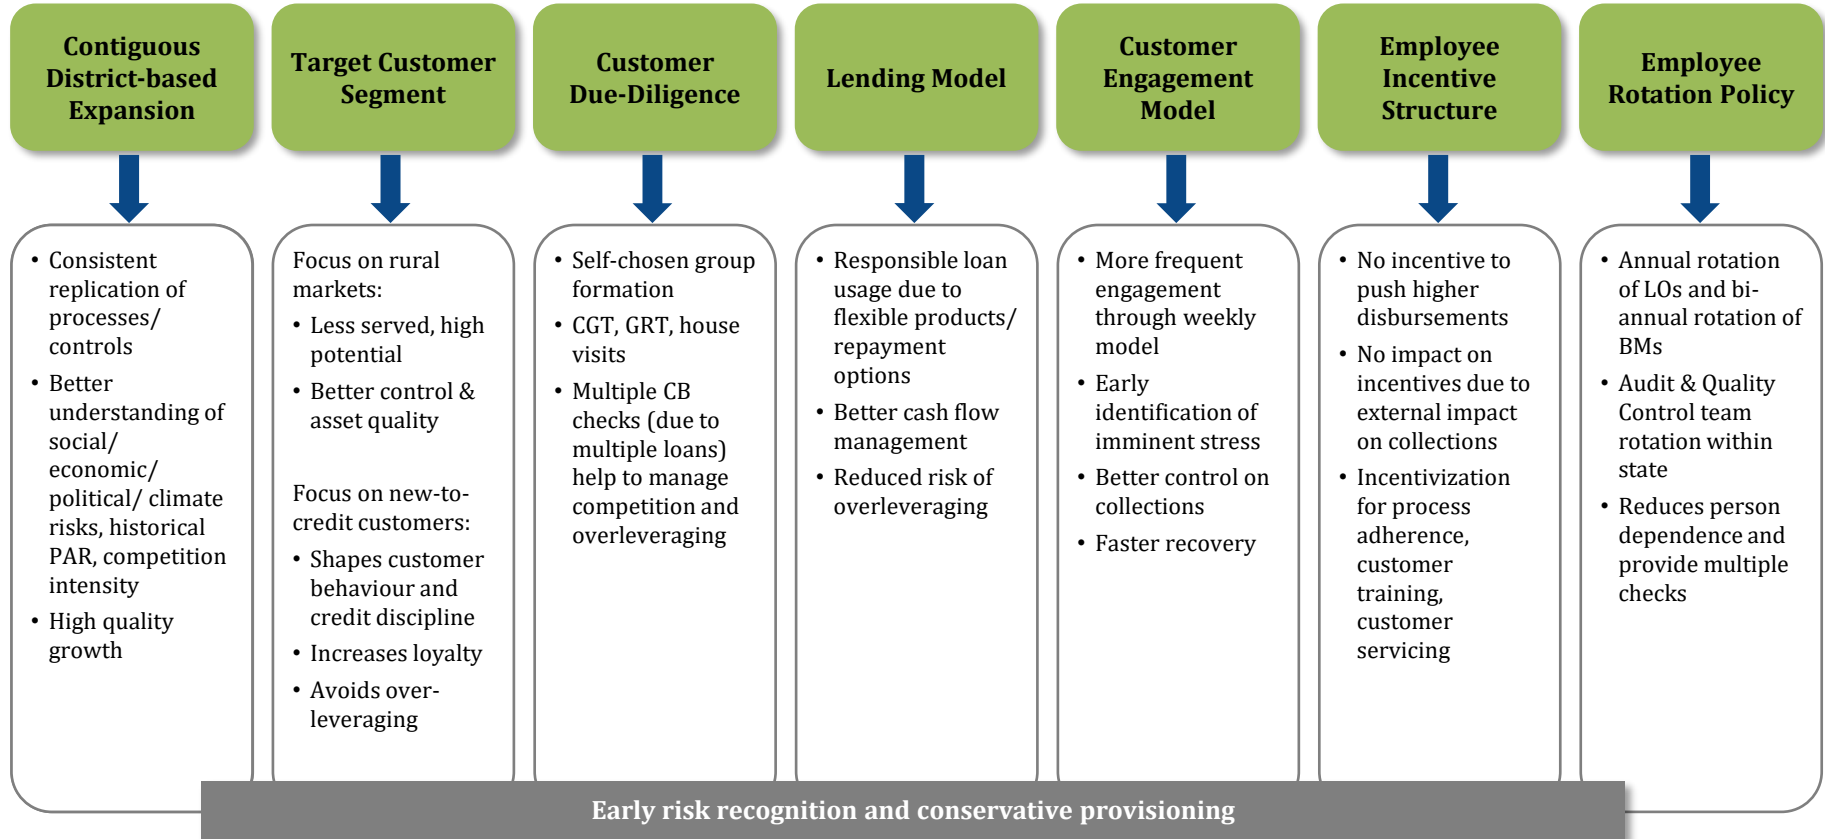 Contiguous
District-based
Expansion
Target Customer
Segment
Customer
Due-Diligence
Lending Model
Customer
Engagement
Model
Employee
Incentive
Structure
Employee
Rotation Policy
• Consistent
replication of
processes/
controls
• Better
understanding of
social/
economic/
political/ climate
risks, historical
PAR, competition
intensity
• High quality
growth
Focus on rural
markets:
• Less served, high
potential
• Better control &
asset quality
Focus on new-to-
credit customers:
• Shapes customer
behaviour and
credit discipline
• Increases loyalty
• Avoids over-
leveraging
• Self-chosen group
formation
• CGT, GRT, house
visits
• Multiple CB
checks (due to
multiple loans)
help to manage
competition and
overleveraging
• Responsible loan
usage due to
flexible products/
repayment
options
• Better cash flow
management
• Reduced risk of
overleveraging
• More frequent
engagement
through weekly
model
• Early
identification of
imminent stress
• Better control on
collections
• Faster recovery
• No incentive to
push higher
disbursements
• No impact on
incentives due to
external impact
on collections
• Incentivization
for process
adherence,
customer
training,
customer
servicing
• Annual rotation
of LOs and bi-
annual rotation of
BMs
• Audit & Quality
Control team
rotation within
state
• Reduces person
dependence and
provide multiple
checks
Early risk recognition and conservative provisioning